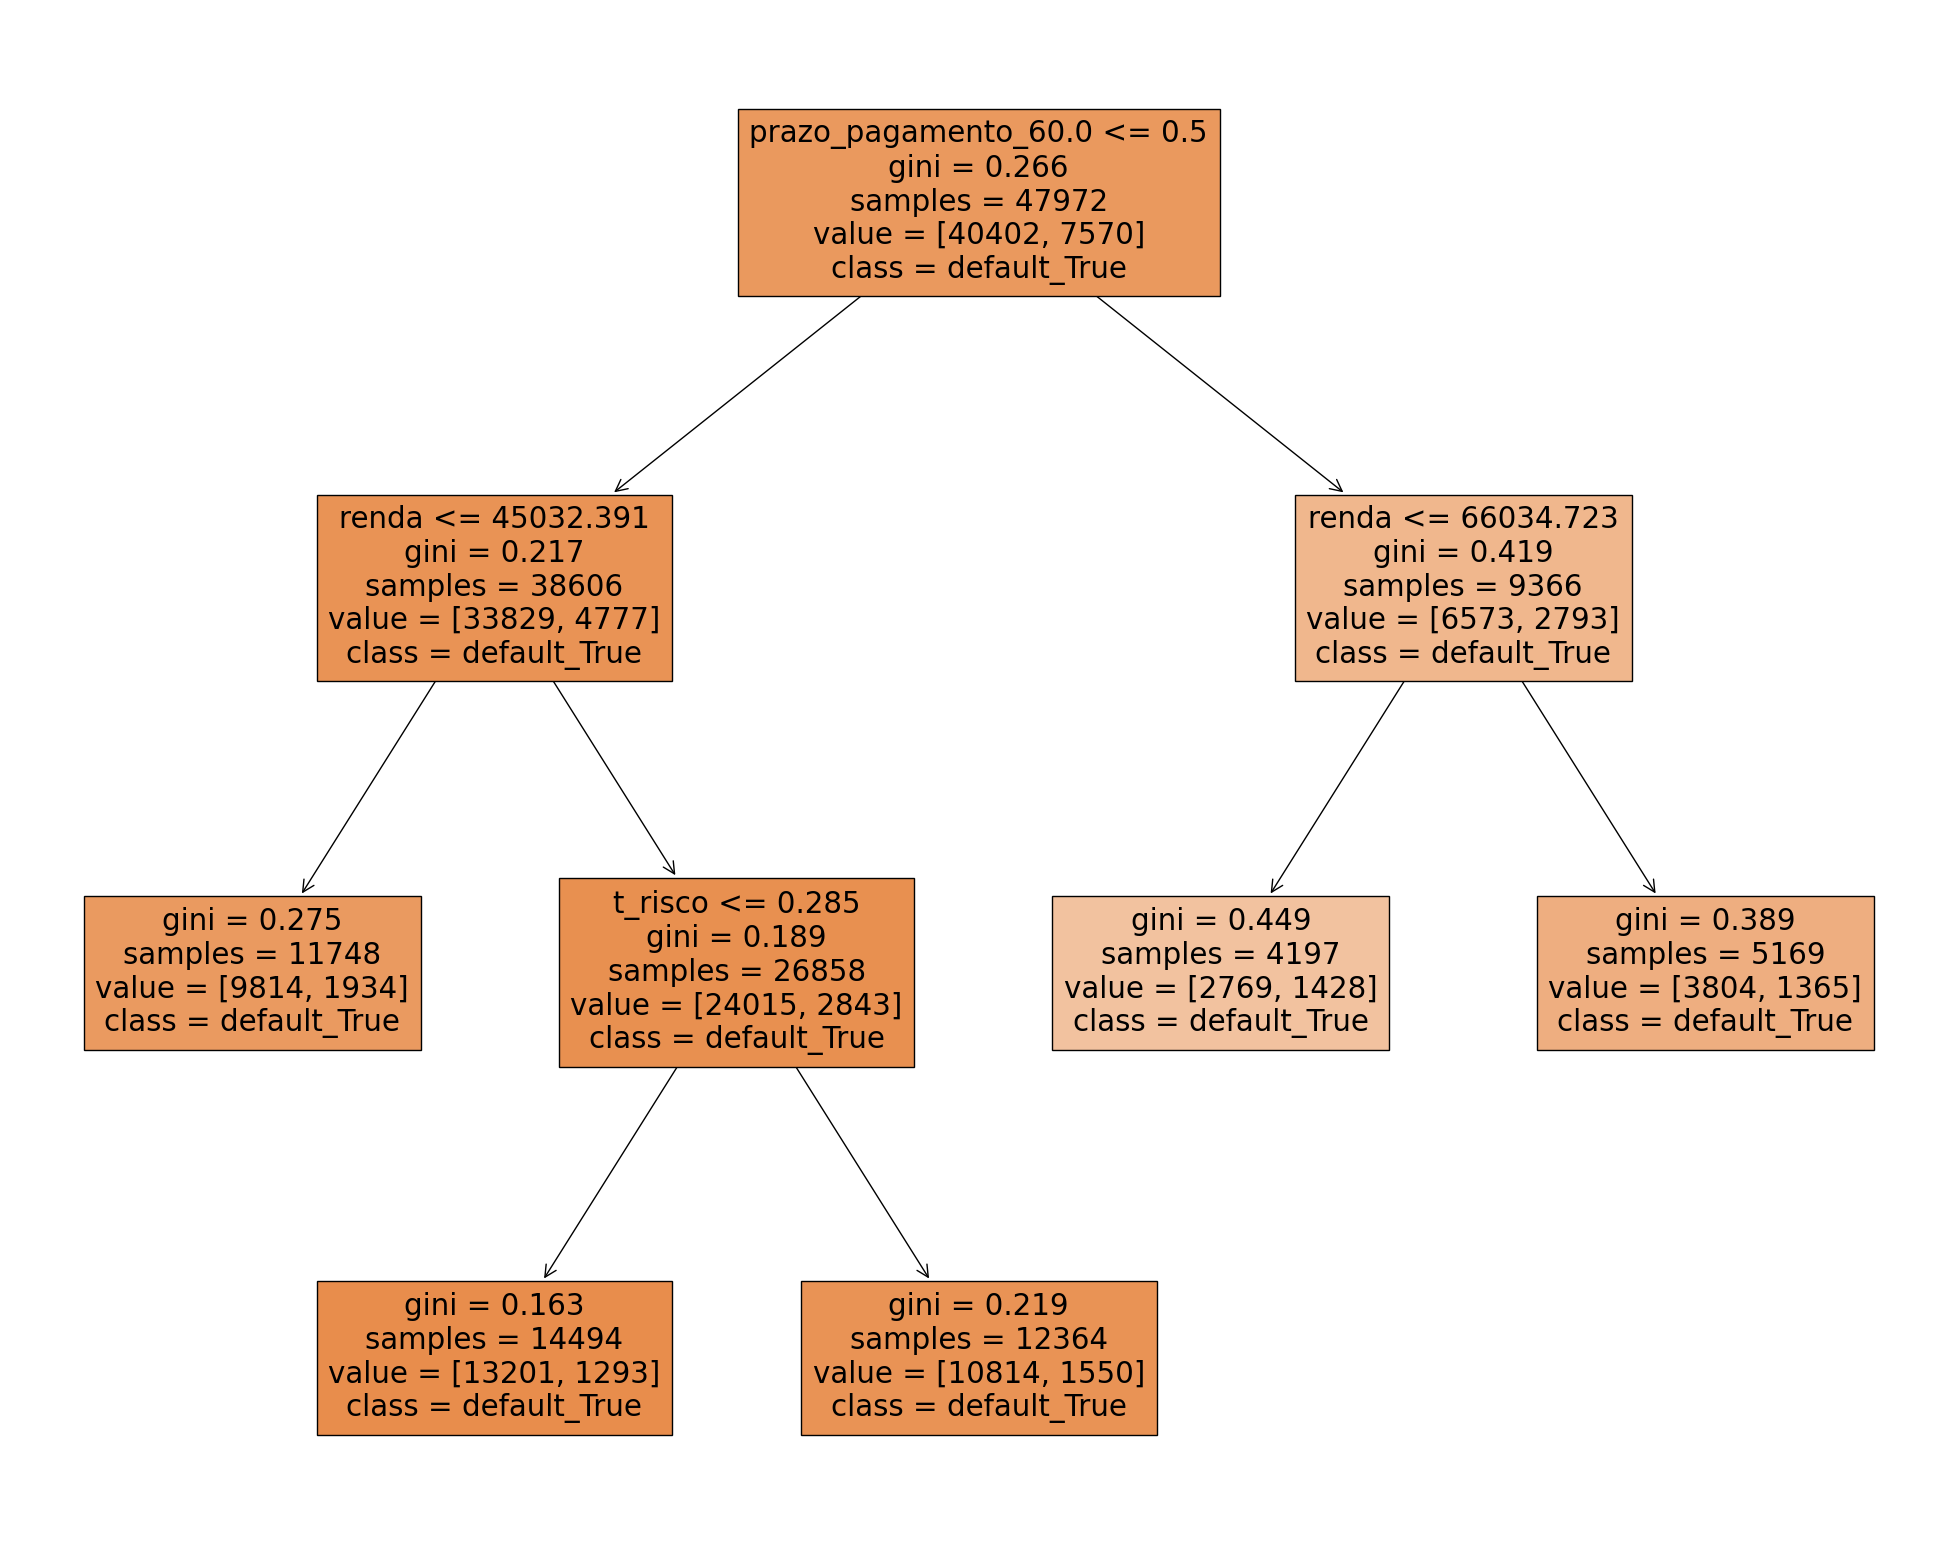 prazo_pagamento_60.0 <= 0.5
gini = 0.266
samples = 47972
value = [40402, 7570]
class = default_True
renda <= 45032.391
gini = 0.217
samples = 38606
value = [33829, 4777]
class = default_True
renda <= 66034.723
gini = 0.419
samples = 9366
value = [6573, 2793]
class = default_True
gini = 0.275
samples = 11748
value = [9814, 1934]
class = default_True
t_risco <= 0.285
gini = 0.189
samples = 26858
value = [24015, 2843]
class = default_True
gini = 0.449
samples = 4197
value = [2769, 1428]
class = default_True
gini = 0.389
samples = 5169
value = [3804, 1365]
class = default_True
gini = 0.163
samples = 14494
value = [13201, 1293]
class = default_True
gini = 0.219
samples = 12364
value = [10814, 1550]
class = default_True